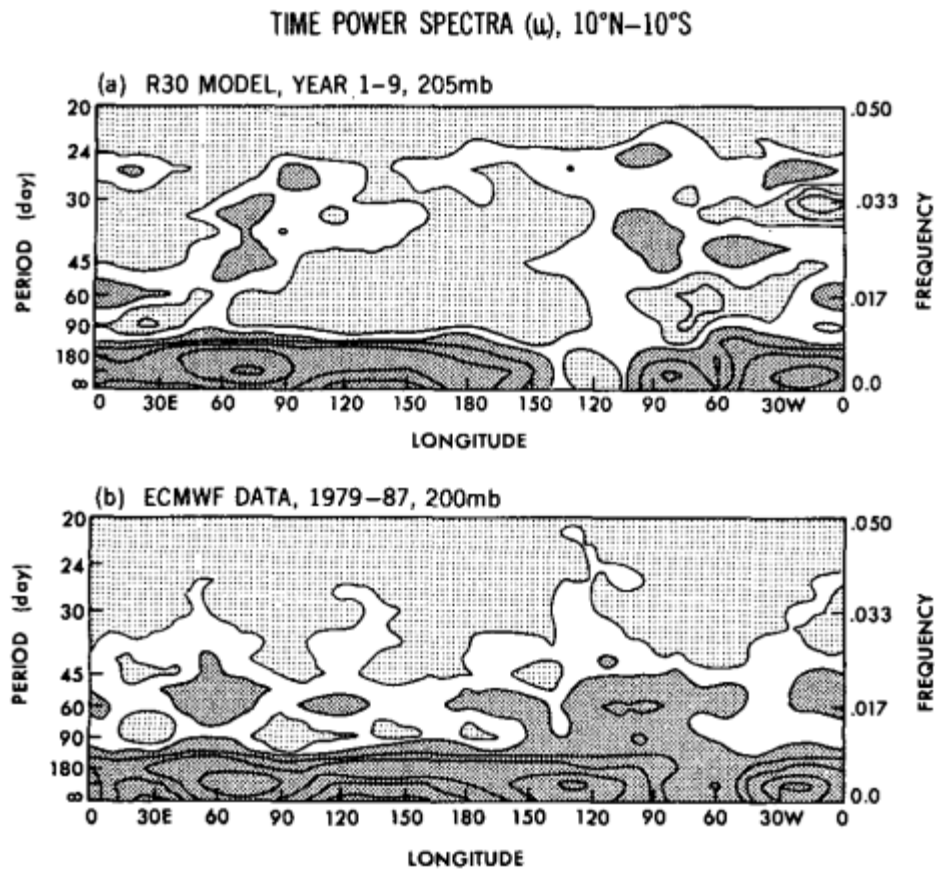 TIME POWER SPECTRA (u), 10°N–10°S
(a) R30 MODEL, YEAR 1–9, 205mb
20
24
30
45
60
90
180
∞
PERIOD (day)
.050
.033
.017
0.0
FREQUENCY
0 30E 60 90 120 150 180 150 120 90 60 30W 0
LONGITUDE
(b) ECMWF DATA, 1979–87, 200mb
20
24
30
45
60
90
180
∞
PERIOD (day)
.050
.033
.017
0.0
FREQUENCY
0 30E 60 90 120 150 180 150 120 90 60 30W 0
LONGITUDE